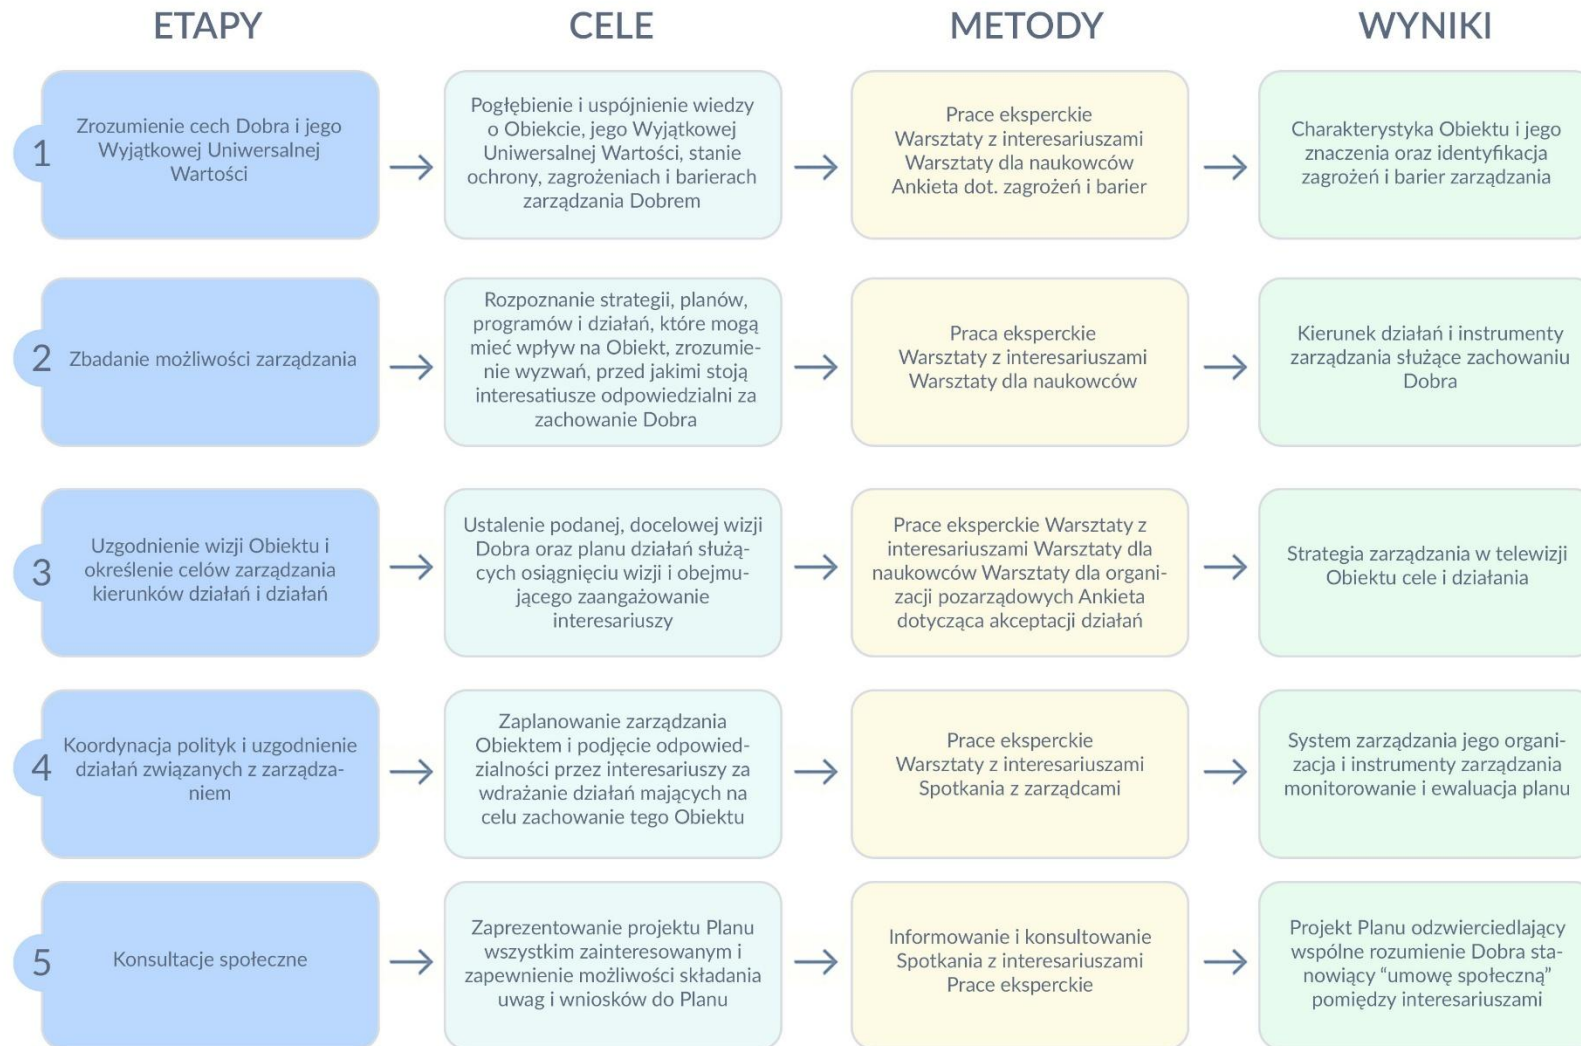 ETAPY
CELE
METODY
WYNIKI
1
Zrozumienie cech Dobra i jego
Wyjątkowej Uniwersalnej
Wartości
Pogłębienie i uspójnienie wiedzy
o Obiekcie, jego Wyjątkowej
Uniwersalnej Wartości, stanie
ochrony, zagrożeniach i barierach
zarządzania Dobrem
Prace eksperckie
Warsztaty z interesariuszami
Warsztaty dla naukowców
Ankieta dot. zagrożeń i barier
Charakterystyka Obiektu i jego
znaczenia oraz identyfikacja
zagrożeń i barier zarządzania
2
Zbadanie możliwości zarządzania
Rozpoznanie strategii, planów,
programów i działań, które mogą
mieć wpływ na Obiekt, zrozumie-
nie wyzwań, przed jakimi stoją
interesatiusze odpowiedzialni za
zachowanie Dobra
Praca eksperckie
Warsztaty z interesariuszami
Warsztaty dla naukowców
Kierunek działań i instrumenty
zarządzania służące zachowaniu
Dobra
3
Uzgodnienie wizji Obiektu i
określenie celów zarządzania
kierunków działań i działań
Ustalenie podanej, docelowej wizji
Dobra oraz planu działań służą-
cych osiągnięciu wizji i obejmu-
jącego zaangażowanie
interesariuszy
Prace eksperckie Warsztaty z
interesariuszami Warsztaty dla
naukowców Warsztaty dla organi-
zacji pozarządowych Ankieta
dotycząca akceptacji działań
Strategia zarządzania w telewizji
Obiektu cele i działania
4
Koordynacja polityk i uzgodnienie
działań związanych z zarządza-
niem
Zaplanowanie zarządzania
Obiektem i podjęcie odpowied-
zialności przez interesariuszy za
wdrażanie działań mających na
celu zachowanie tego Obiektu
Prace eksperckie
Warsztaty z interesariuszami
Spotkania z zarządcami
System zarządzania jego organi-
zacja i instrumenty zarządzania
monitorowanie i ewaluacja planu
5
Konsultacje społeczne
Zaprezentowanie projektu Planu
wszystkim zainteresowanym i
zapewnienie możliwości składania
uwag i wniosków do Planu
Informowanie i konsultowanie
Spotkania z interesariuszami
Prace eksperckie
Projekt Planu odzwierciedlający
wspólne rozumienie Dobra sta-
nowiący “umowę społeczną”
pomiędzy interesariuszami